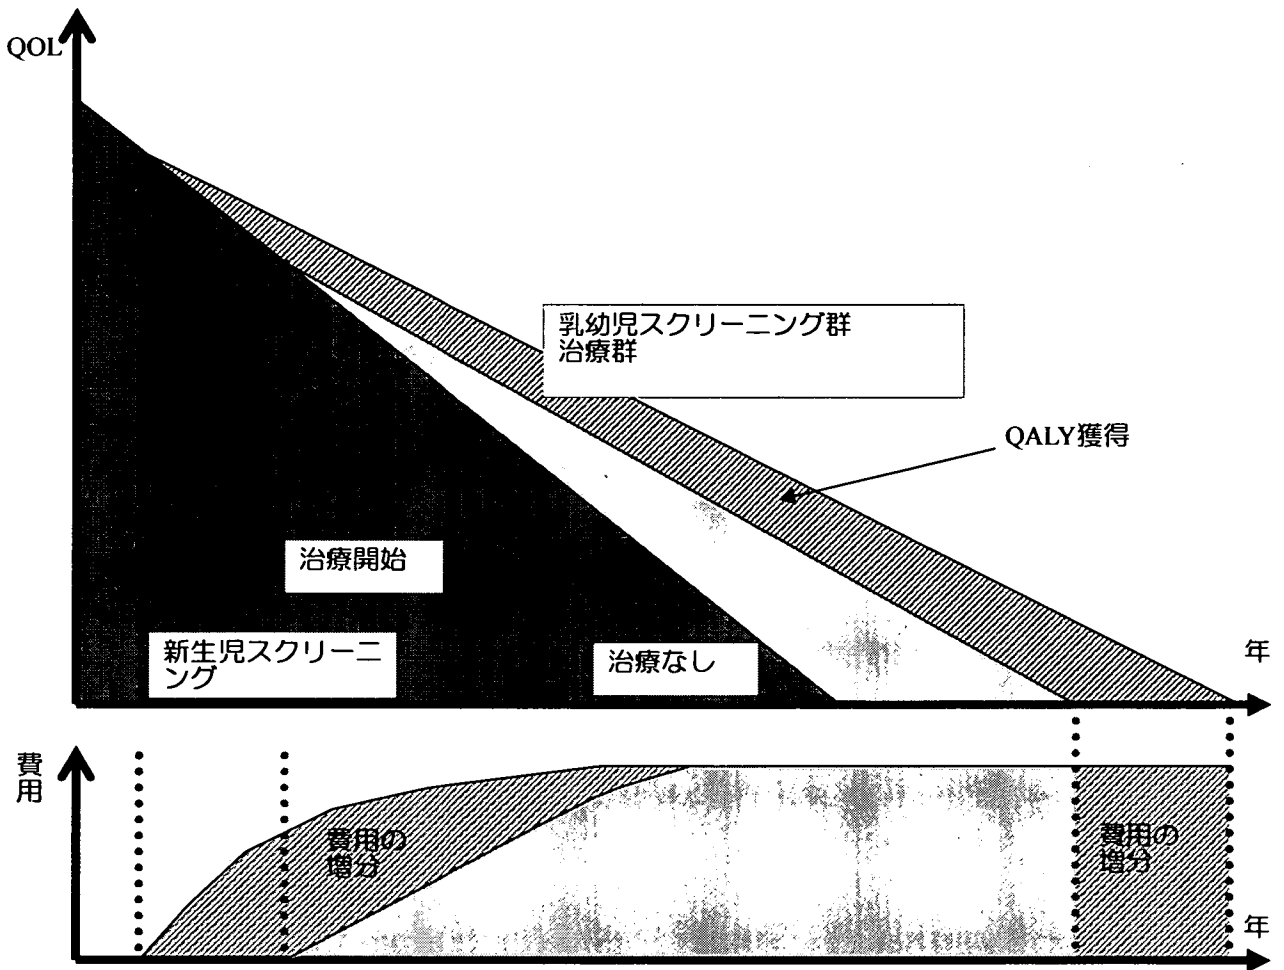 QOL
乳幼児スクリーニング群
治療群
QALY獲得
治療開始
新生児スクリーニ
ング
治療なし
年
費
用
費用の
増分
費用の
増分
年